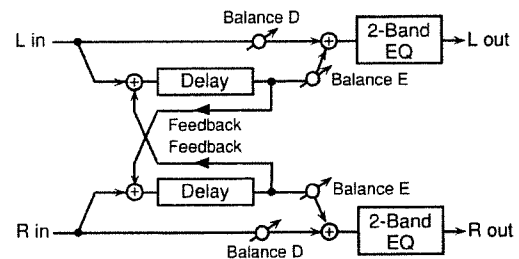 Balance D
L in
2-Band
EQ
L out
Delay
Balance E
Feedback
Feedback
Delay
Balance E
R in
2-Band
EQ
R out
Balance D